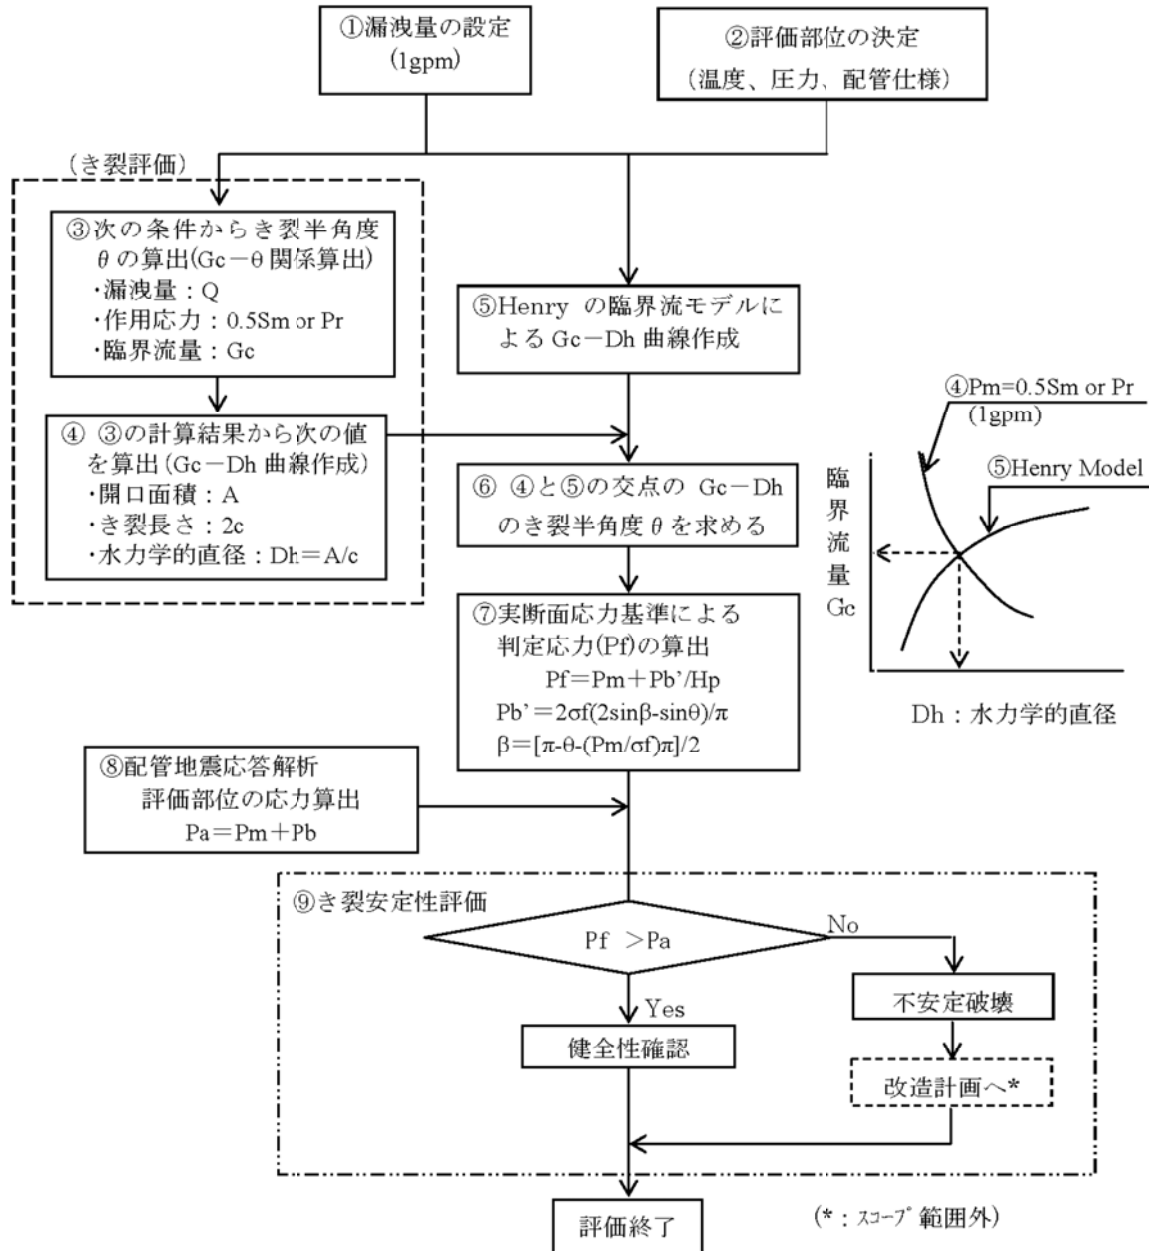 ①漏洩量の設定
(1gpm)
②評価部位の決定
(温度、圧力、配管仕様)
(き裂評価)
③次の条件からき裂半角度
θの算出(Gc－θ関係算出)
・漏洩量：Q
・作用応力：0.5Sm or Pr
・臨界流量：Gc
④ ③の計算結果から次の値
を算出(Gc－Dh 曲線作成)
・開口面積：A
・き裂長さ：2c
・水力学的直径：Dh＝A/c
⑤Henry の臨界流モデルに
よる Gc－Dh 曲線作成
⑥ ④と⑤の交点の Gc－Dh
のき裂半角度θを求める
④Pm=0.5Sm or Pr
(1gpm)
⑤Henry Model
臨界流量 Gc
Dh：水力学的直径
⑦実断面応力基準による
判定応力(Pf)の算出
Pf＝Pm＋Pb’/Hp
Pb’＝2σf(2sinβ-sinθ)/π
β＝[π-θ-(Pm/σf)π]/2
⑧配管地震応答解析
評価部位の応力算出
Pa＝Pm＋Pb
⑨き裂安定性評価
Pf ＞Pa
No
Yes
不安定破壊
健全性確認
改造計画へ*
評価終了
(*：ｽｺｰﾌﾟ範囲外)